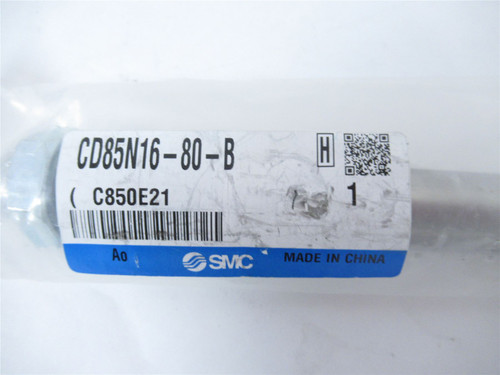 CD85N16-80-B H
( C850E21 1
Ao SMC MADE IN CHINA